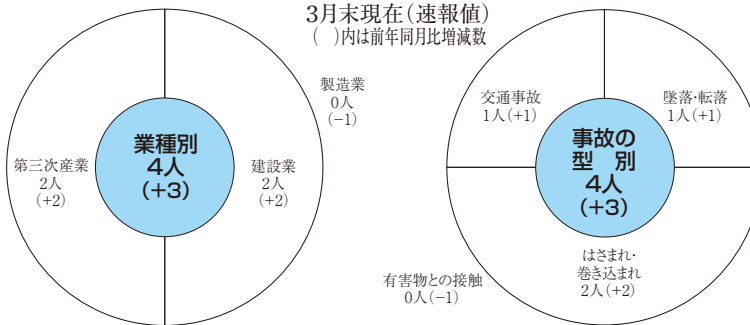 3月末現在(速報値)
(　)内は前年同月比増減数
製造業
0人
(−1)
業種別
4人
(+3)
第三次産業
2人
(+2)
建設業
2人
(+2)
交通事故
1人(+1)
墜落・転落
1人(+1)
事故の
型　別
4人
(+3)
はさまれ・
巻き込まれ
2人(+2)
有害物との接触
0人(−1)